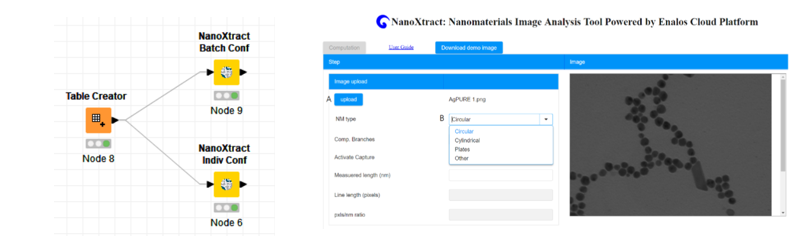 NanoXtract
Batch Conf
Node 9
Table Creator
Node 8
NanoXtract
Indiv Conf
Node 6
NanoXtract: Nanomaterials Image Analysis Tool Powered by Enalos Cloud Platform
Computation
User Guide
Download demo image
Step
Image
Image upload
A
upload
AgPURE 1.png
NM type
B
Circular
Circular
Cylindrical
Plates
Other
Comp. Branches
Activate Capture
Measuered length (nm)
Line length (pixels)
pxls/nm ratio